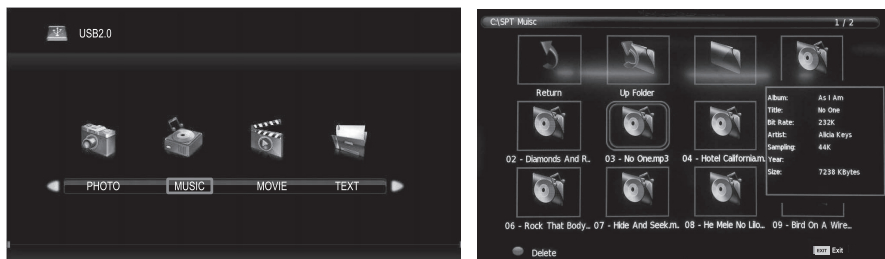 USB2.0
PHOTO MUSIC MOVIE TEXT
C:\SPT Muisc 1 / 2
Return Up Folder
Album: As I Am
Title: No One
Bit Rate: 232K
Artist: Alicia Keys
Sampling: 44K
Year:
Size: 7238 KBytes
02 - Diamonds And R.. 03 - No One.mp3 04 - Hotel California.m.
06 - Rock That Body... 07 - Hide And Seek.m.. 08 - He Mele No Lilo... 09 - Bird On A Wire...
Delete EXIT Exit